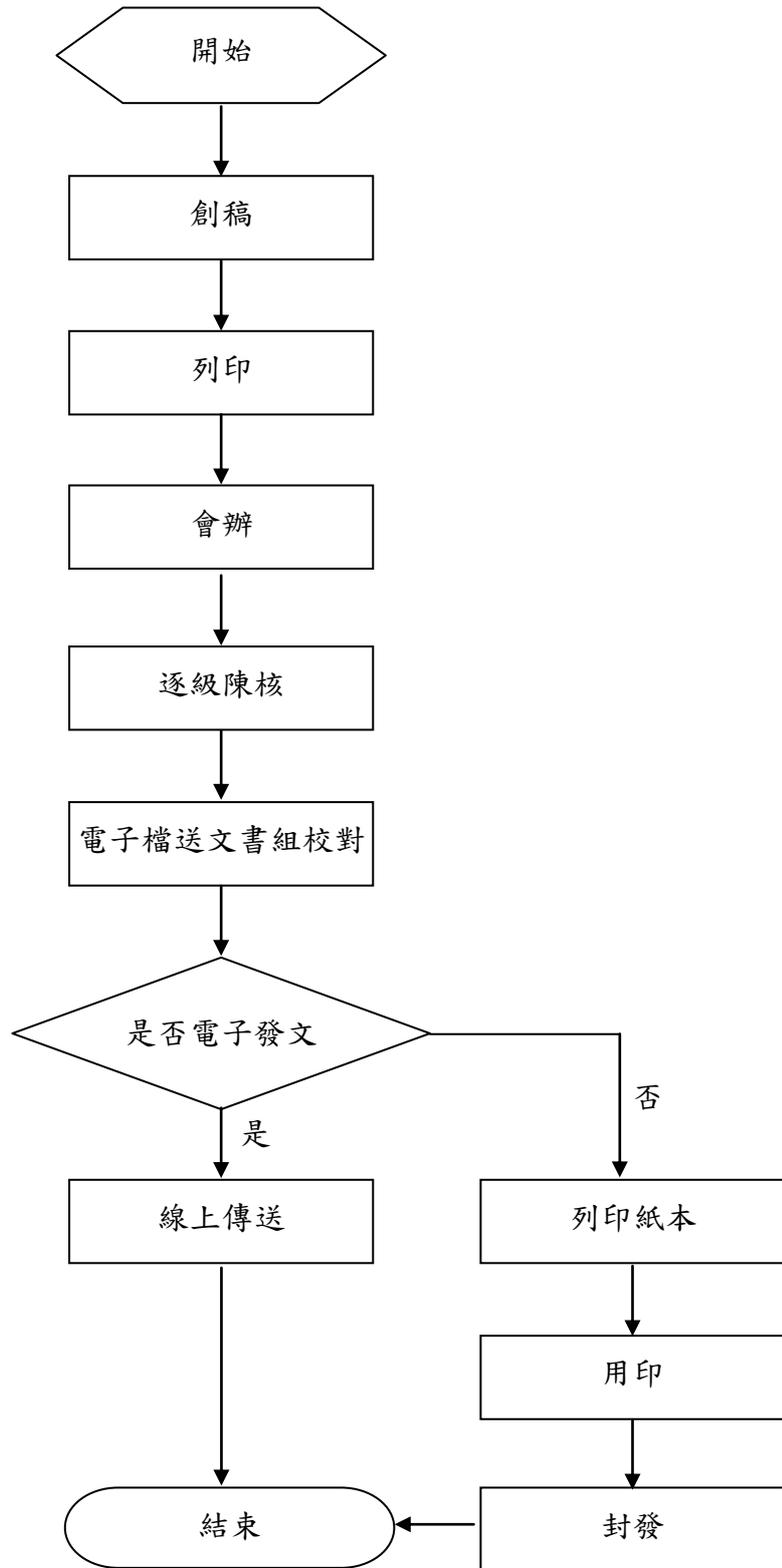 開始
創稿
列印
會辦
逐級陳核
電子檔送文書組校對
是否電子發文
否
是
線上傳送
列印紙本
用印
結束
封發